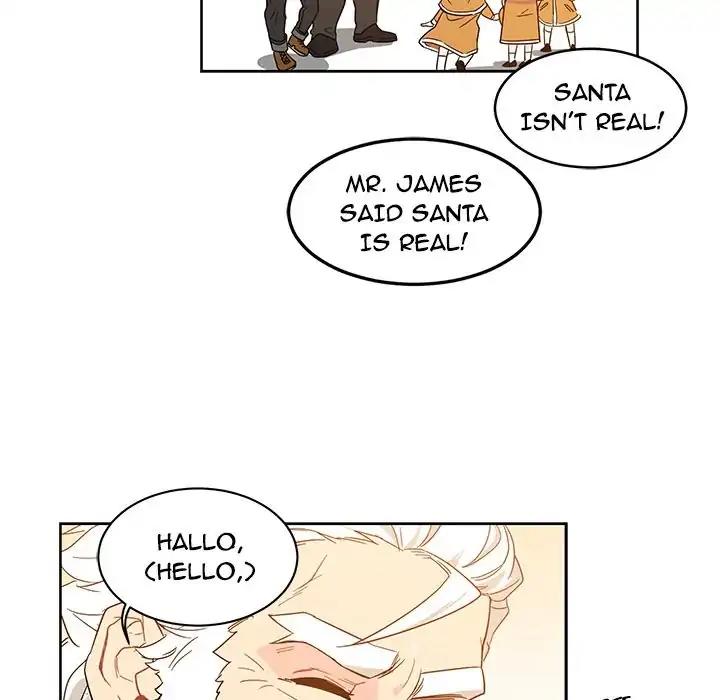 SANTA
ISN'T REAL!
MR. JAMES
SAID SANTA
IS REAL!
HALLO,
(HELLO,)